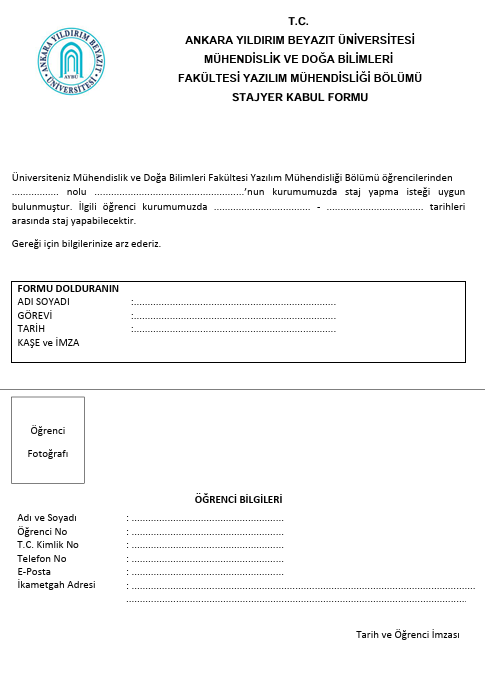 T.C.
ANKARA YILDIRIM BEYAZIT ÜNİVERSİTESİ
MÜHENDİSLİK VE DOĞA BİLİMLERİ
FAKÜLTESİ YAZILIM MÜHENDİSLİĞİ BÖLÜMÜ
STAJYER KABUL FORMU
ANKARA YILDIRIM BEYAZIT
ÜNİVERSİTESİ
AYBÜ
Üniversiteniz Mühendislik ve Doğa Bilimleri Fakültesi Yazılım Mühendisliği Bölümü öğrencilerinden
................. nolu .......................................................’nun kurumumuzda staj yapma isteği uygun
bulunmuştur. İlgili öğrenci kurumumuzda ................................... - ................................... tarihleri
arasında staj yapabilecektir.
Gereği için bilgilerinize arz ederiz.
FORMU DOLDURANIN
ADI SOYADI :..........................................................................
GÖREVİ :..........................................................................
TARİH :..........................................................................
KAŞE ve İMZA
Öğrenci
Fotoğrafı
ÖĞRENCİ BİLGİLERİ
Adı ve Soyadı : .......................................................
Öğrenci No : .......................................................
T.C. Kimlik No : .......................................................
Telefon No : .......................................................
E-Posta : .......................................................
İkametgah Adresi : .............................................................................................................................
............................................................................................................................
Tarih ve Öğrenci İmzası